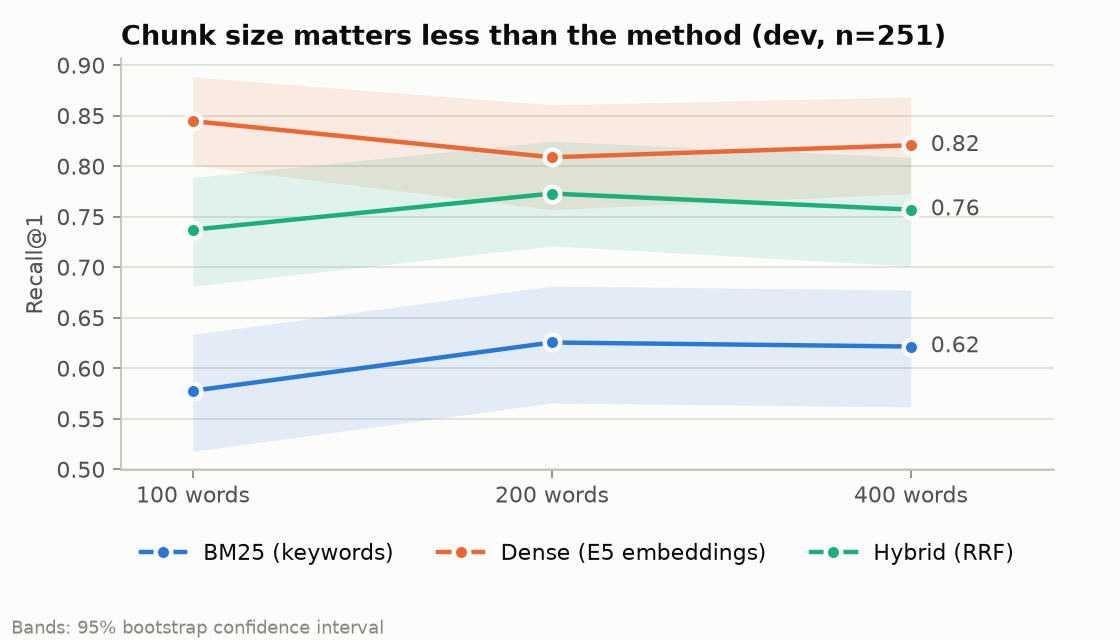 Chunk size matters less than the method (dev, n=251)
Recall@1
0.90
0.85
0.80
0.75
0.70
0.65
0.60
0.55
0.50
0.82
0.76
0.62
100 words
200 words
400 words
BM25 (keywords)
Dense (E5 embeddings)
Hybrid (RRF)
Bands: 95% bootstrap confidence interval